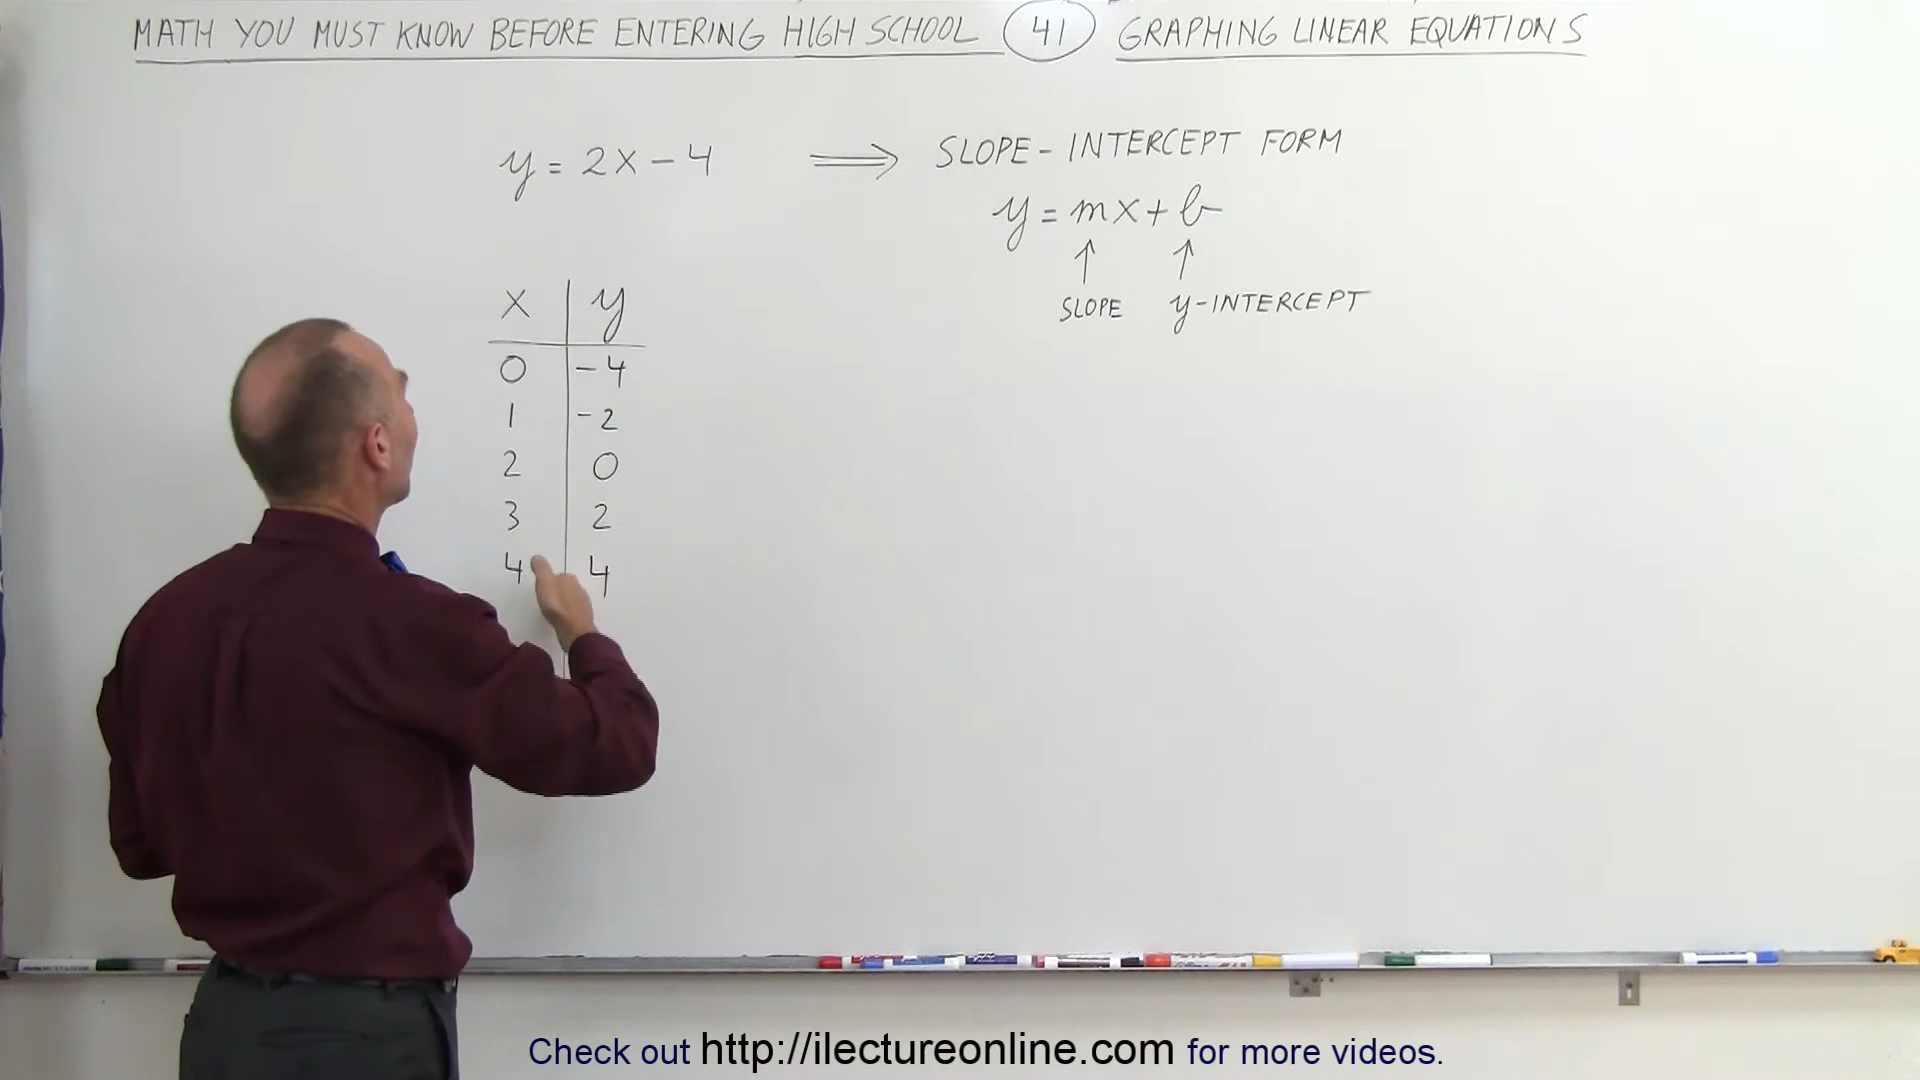 MATH YOU MUST KNOW BEFORE ENTERING HIGH SCHOOL 41 GRAPHING LINEAR EQUATIONS
y = 2x - 4 ⟹ SLOPE - INTERCEPT FORM
y = mx + b
↑ ↑
SLOPE y-INTERCEPT
x y
0 -4
1 -2
2 0
3 2
4 4
Check out http://ilectureonline.com for more videos.